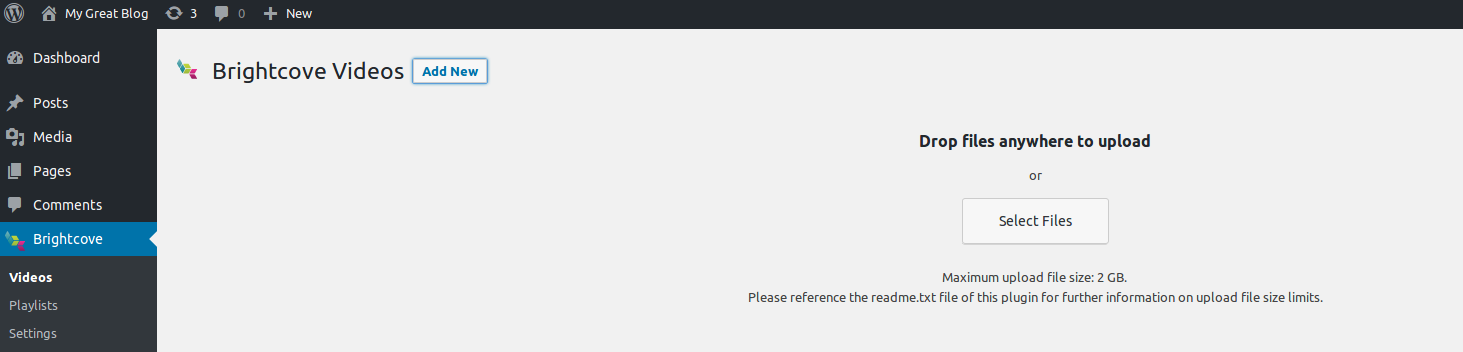 My Great Blog 3 0 New
Dashboard
Posts
Media
Pages
Comments
Brightcove
Videos
Playlists
Settings
Brightcove Videos Add New
Drop files anywhere to upload
or
Select Files
Maximum upload file size: 2 GB.
Please reference the readme.txt file of this plugin for further information on upload file size limits.